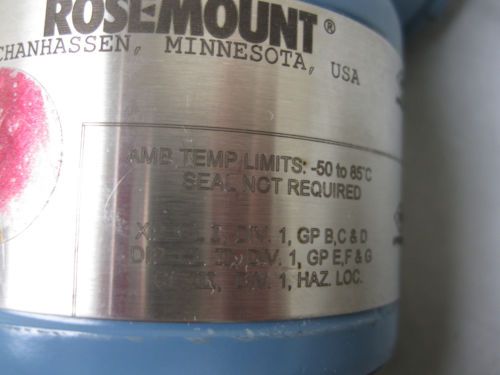 ROSEMOUNT®
CHANHASSEN, MINNESOTA, USA
AMB TEMP LIMITS: -50 to 85°C
SEAL NOT REQUIRED
DIV. 1, GP B,C & D
DIV. 1, GP E,F & G
DIV. 1, HAZ. LOC.